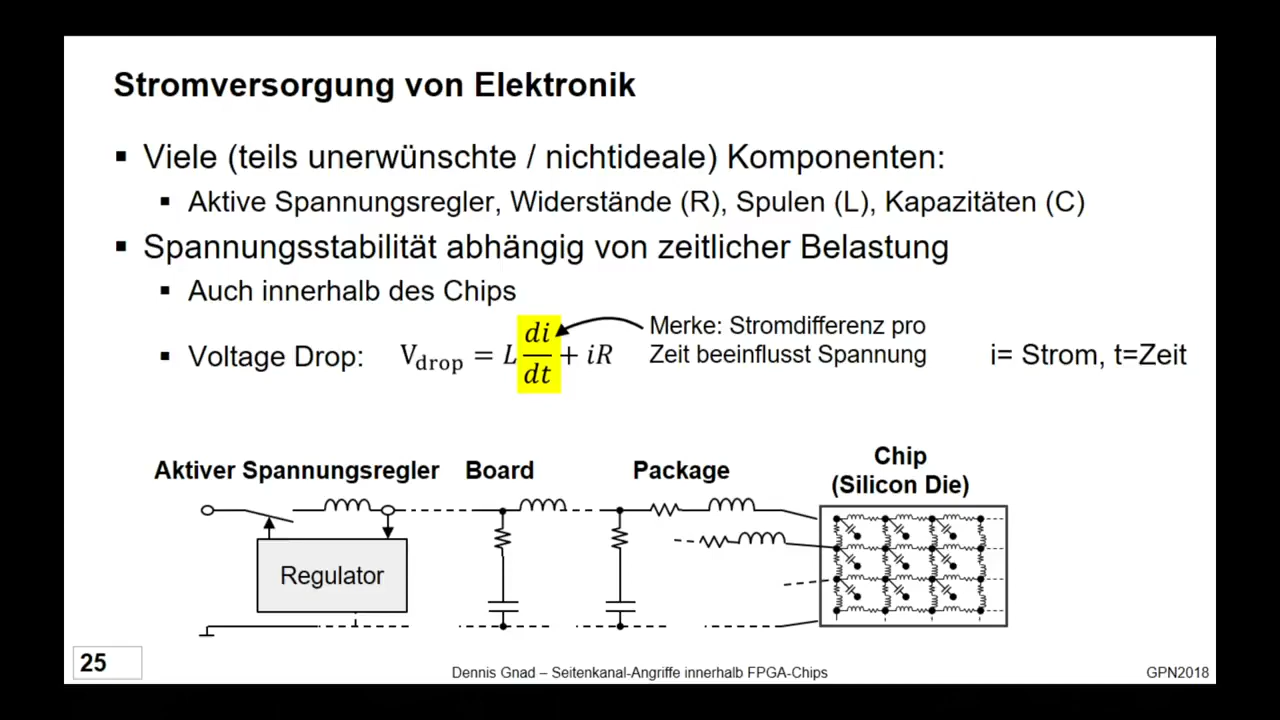 Stromversorgung von Elektronik
▪ Viele (teils unerwünschte / nichtideale) Komponenten:
▪ Aktive Spannungsregler, Widerstände (R), Spulen (L), Kapazitäten (C)
▪ Spannungsstabilität abhängig von zeitlicher Belastung
▪ Auch innerhalb des Chips
▪ Voltage Drop: V_drop = L di/dt + iR
Merke: Stromdifferenz pro
Zeit beeinflusst Spannung
i= Strom, t=Zeit
Aktiver Spannungsregler Board Package
Chip
(Silicon Die)
Regulator
25
Dennis Gnad – Seitenkanal-Angriffe innerhalb FPGA-Chips
GPN2018